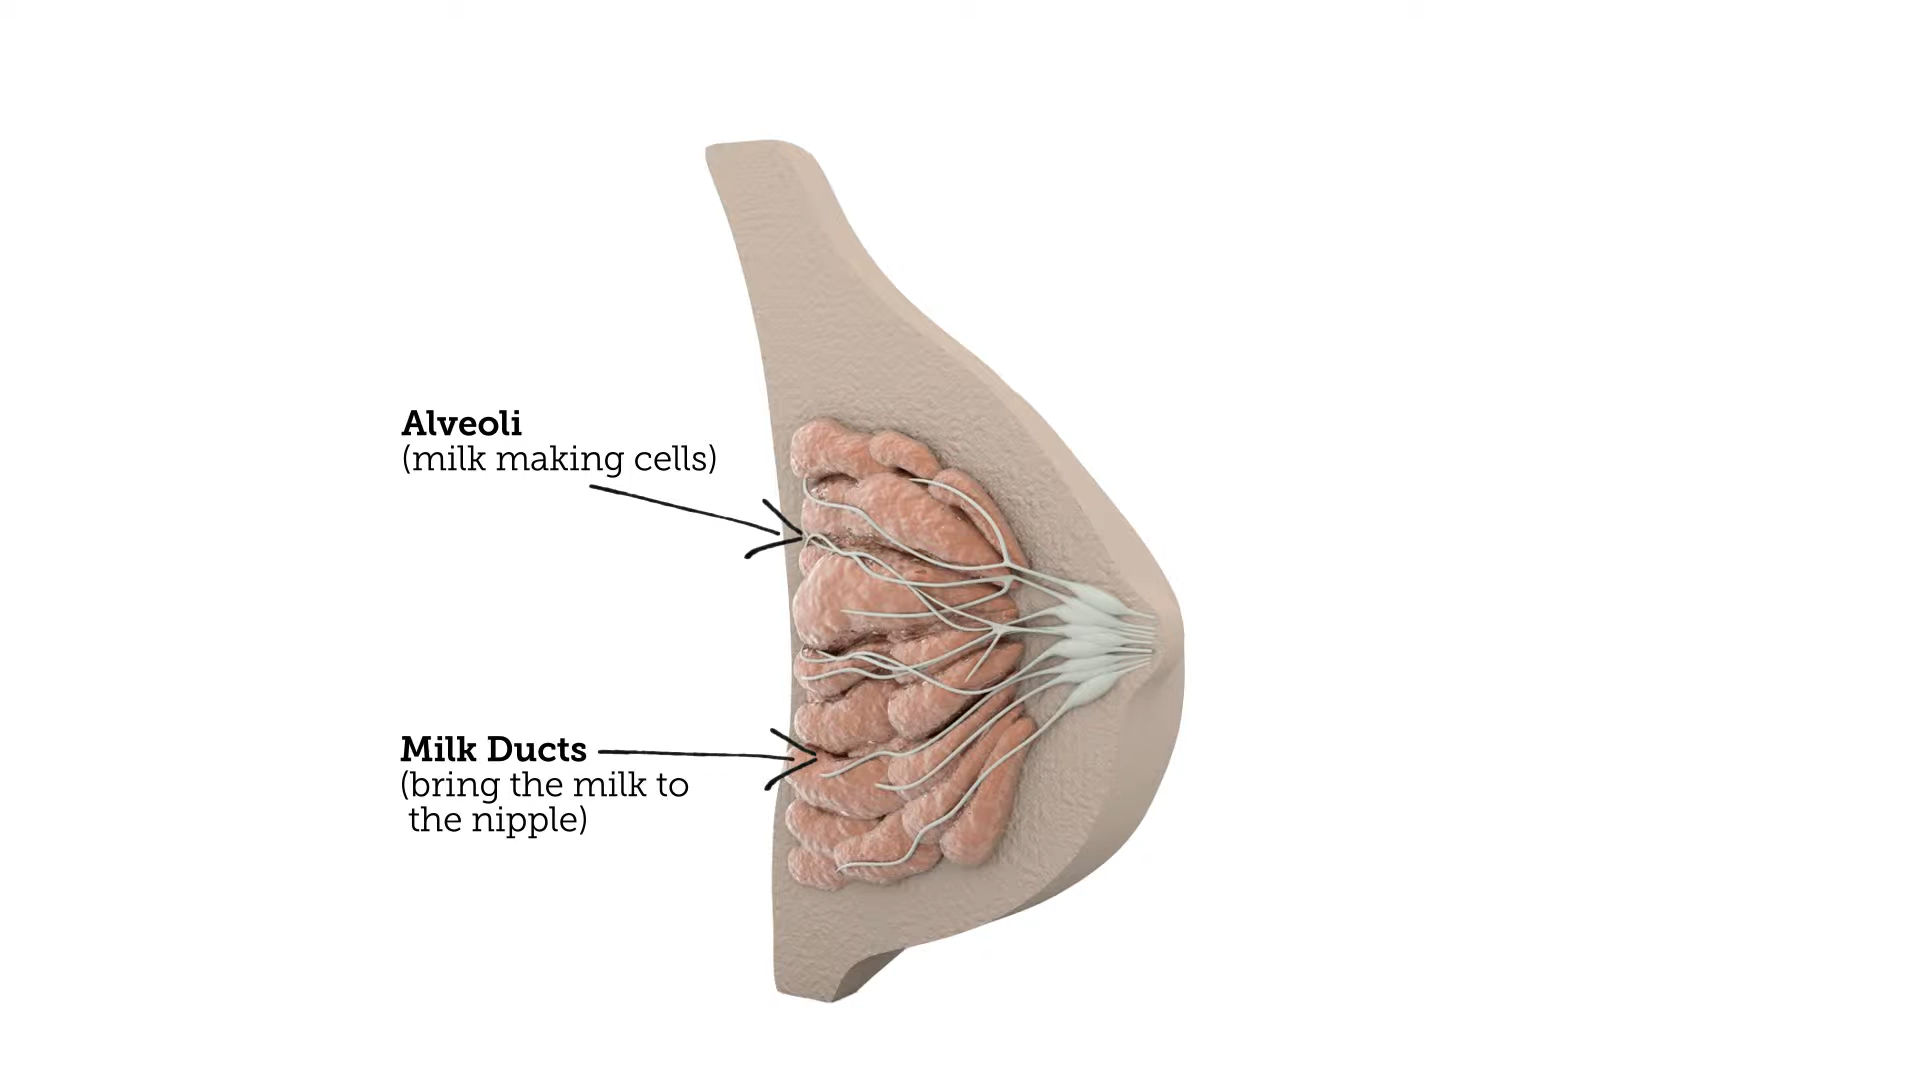 Alveoli
(milk making cells)
Milk Ducts
(bring the milk to
the nipple)